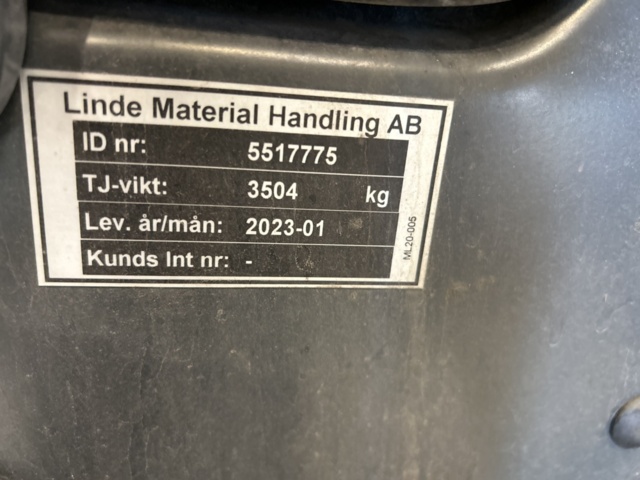 Linde Material Handling AB
ID nr: 5517775
TJ-vikt: 3504 kg
Lev. år/mån: 2023-01
Kunds Int nr: -
ML20-005